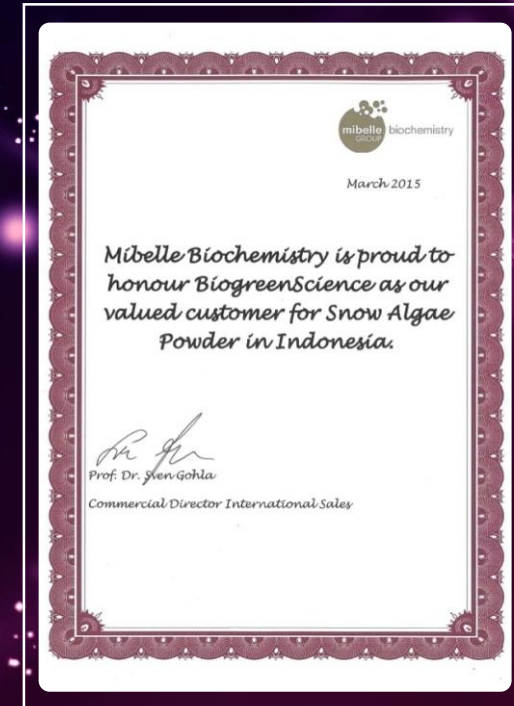 mibelle
GROUP
biochemistry
March 2015
Mibelle Biochemistry is proud to
honour BiogreenScience as our
valued customer for Snow Algae
Powder in Indonesia.
Prof. Dr. Sven Gohla
Commercial Director International Sales